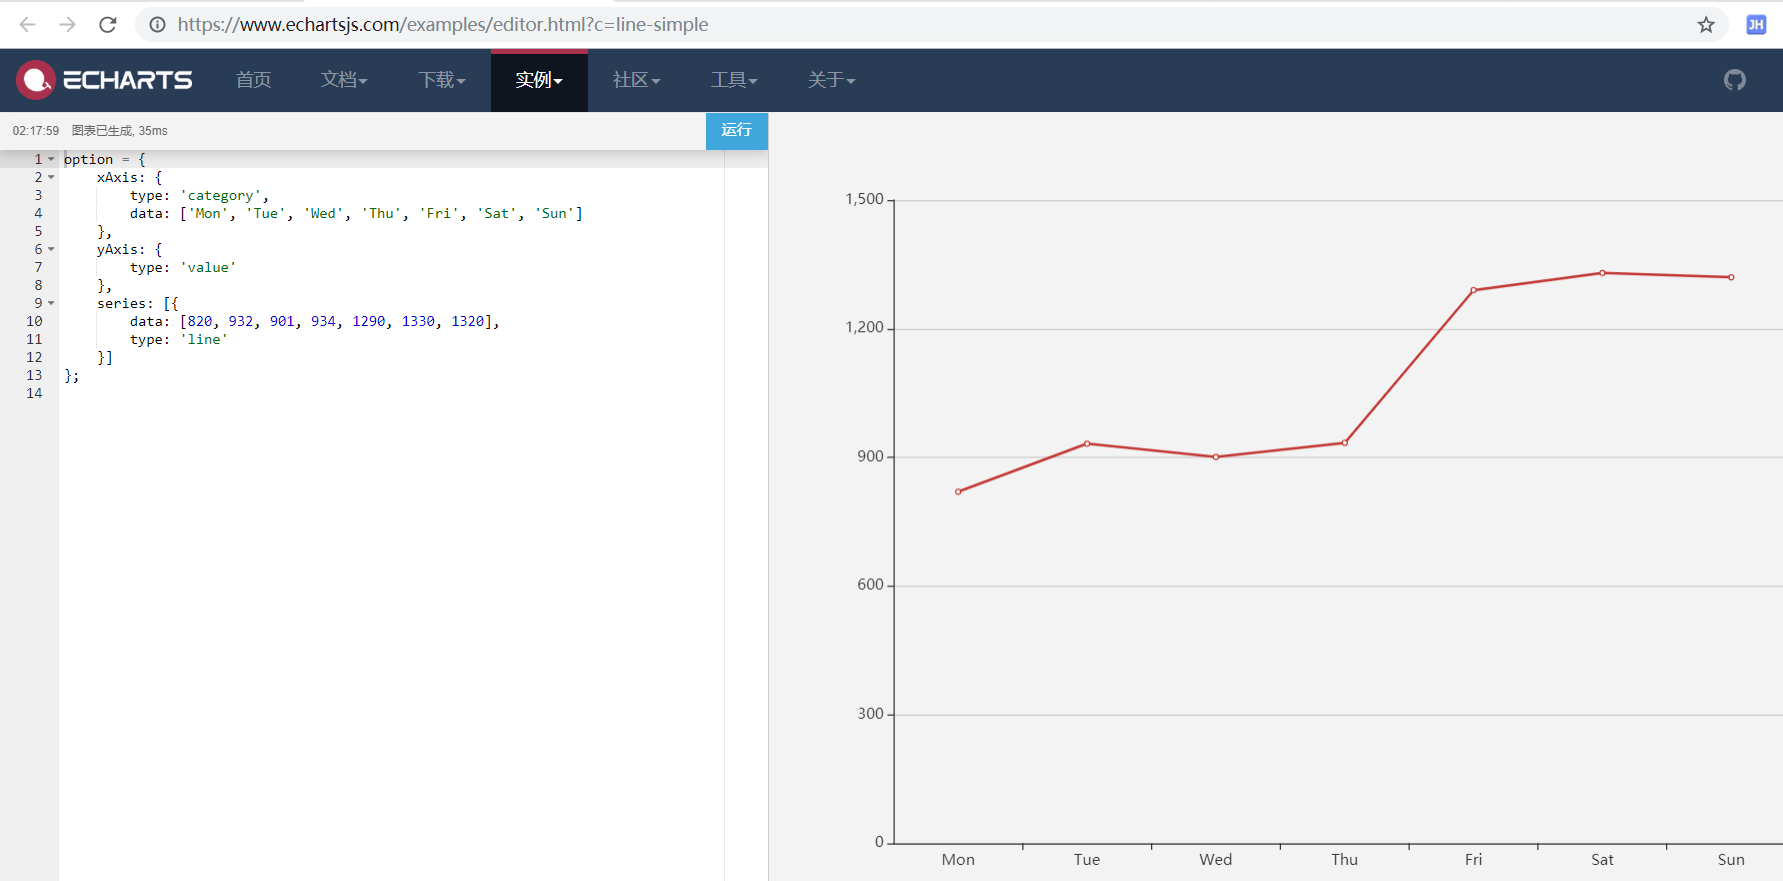 https://www.echartsjs.com/examples/editor.html?c=line-simple
JH
ECHARTS 首页 文档 下载 实例 社区 工具 关于
02:17:59 图表已生成, 35ms 运行
1 option = {
2 xAxis: {
3 type: 'category',
4 data: ['Mon', 'Tue', 'Wed', 'Thu', 'Fri', 'Sat', 'Sun']
5 },
6 yAxis: {
7 type: 'value'
8 },
9 series: [{
10 data: [820, 932, 901, 934, 1290, 1330, 1320],
11 type: 'line'
12 }]
13 };
14
1,500
1,200
900
600
300
0
Mon Tue Wed Thu Fri Sat Sun